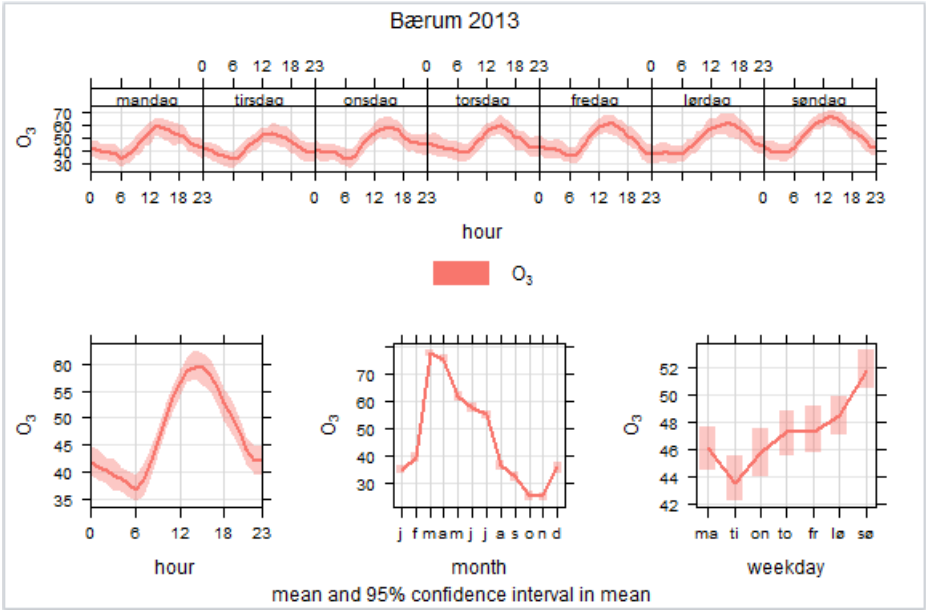 Bærum 2013
0 6 12 18 23 0 6 12 18 23 0 6 12 18 23
mandag tirsdag onsdag torsdag fredag lørdag søndag
70
60
50
40
30
O₃
0 6 12 18 23 0 6 12 18 23 0 6 12 18 23 0 6 12 18 23
hour
O₃
60
55
50
45
40
35
O₃
0 6 12 18 23
hour
70
60
50
40
30
O₃
j f m a m j j a s o n d
month
52
50
48
46
44
42
O₃
ma ti on to fr lø sø
weekday
mean and 95% confidence interval in mean